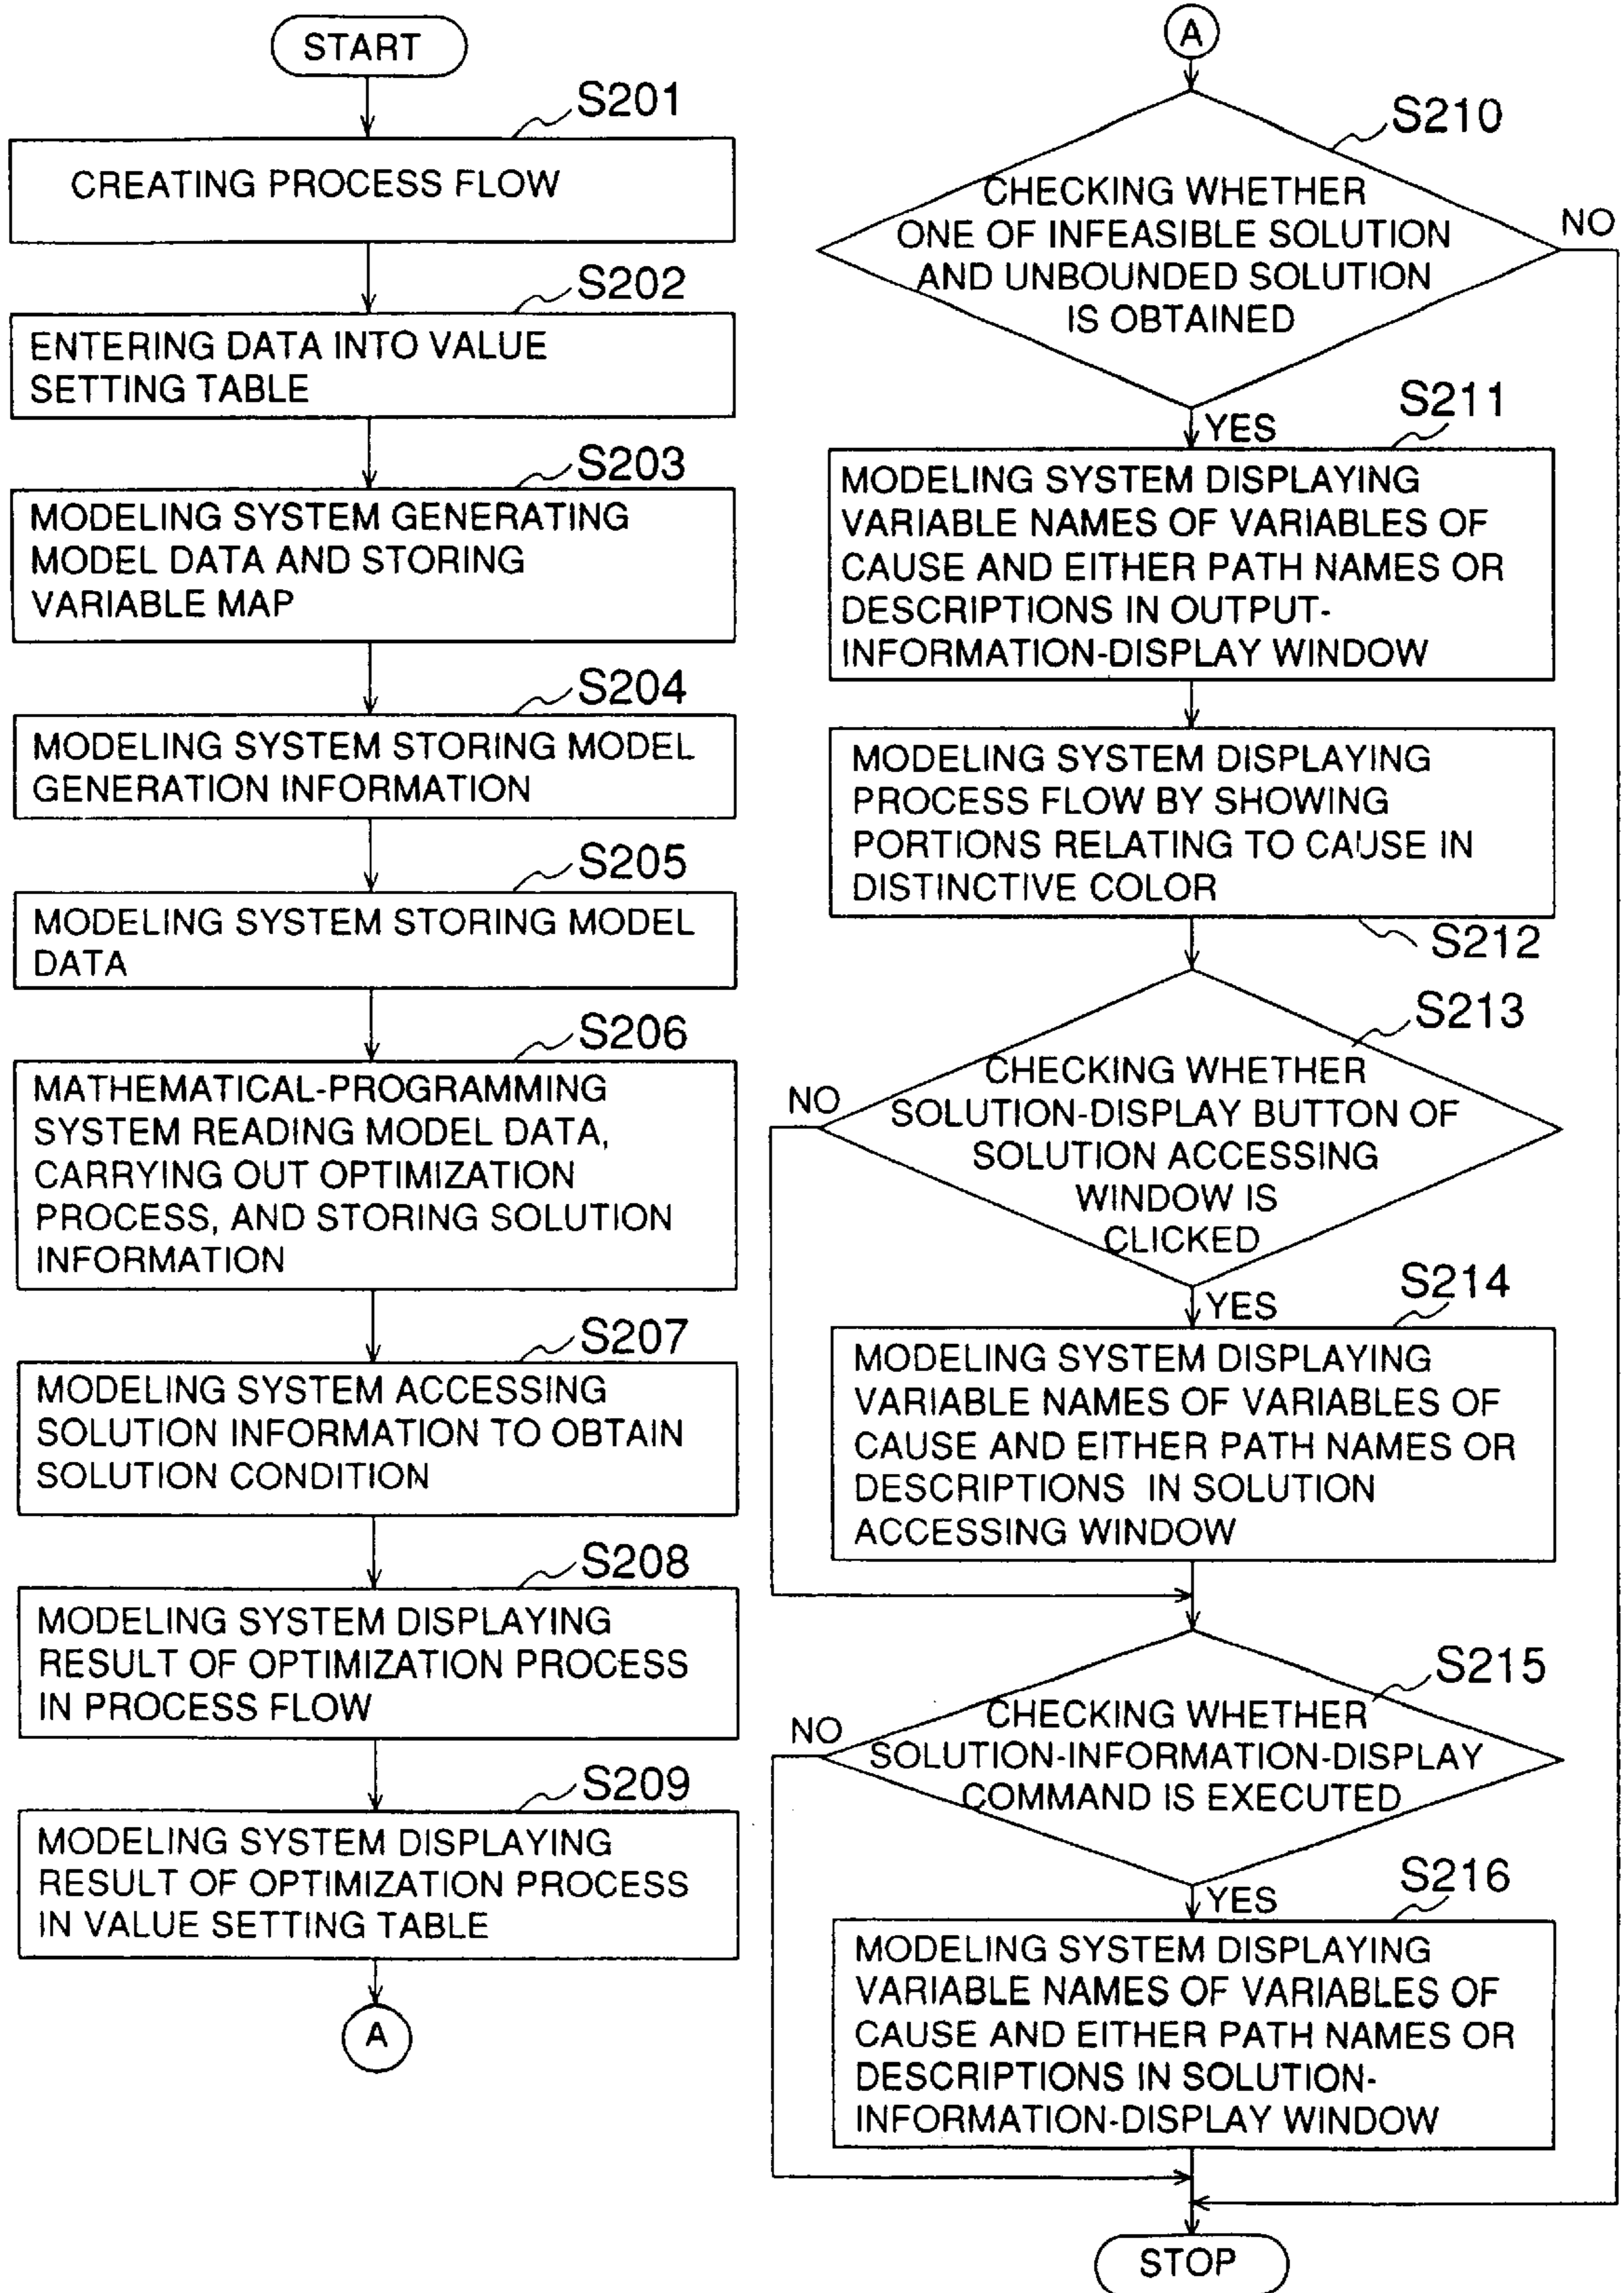 START
S201
CREATING PROCESS FLOW
S202
ENTERING DATA INTO VALUE
SETTING TABLE
S203
MODELING SYSTEM GENERATING
MODEL DATA AND STORING
VARIABLE MAP
S204
MODELING SYSTEM STORING MODEL
GENERATION INFORMATION
S205
MODELING SYSTEM STORING MODEL
DATA
S206
MATHEMATICAL-PROGRAMMING
SYSTEM READING MODEL DATA,
CARRYING OUT OPTIMIZATION
PROCESS, AND STORING SOLUTION
INFORMATION
S207
MODELING SYSTEM ACCESSING
SOLUTION INFORMATION TO OBTAIN
SOLUTION CONDITION
S208
MODELING SYSTEM DISPLAYING
RESULT OF OPTIMIZATION PROCESS
IN PROCESS FLOW
S209
MODELING SYSTEM DISPLAYING
RESULT OF OPTIMIZATION PROCESS
IN VALUE SETTING TABLE
A
A
S210
CHECKING WHETHER
ONE OF INFEASIBLE SOLUTION
AND UNBOUNDED SOLUTION
IS OBTAINED
NO
YES
S211
MODELING SYSTEM DISPLAYING
VARIABLE NAMES OF VARIABLES OF
CAUSE AND EITHER PATH NAMES OR
DESCRIPTIONS IN OUTPUT-
INFORMATION-DISPLAY WINDOW
MODELING SYSTEM DISPLAYING
PROCESS FLOW BY SHOWING
PORTIONS RELATING TO CAUSE IN
DISTINCTIVE COLOR
S212
S213
CHECKING WHETHER
SOLUTION-DISPLAY BUTTON OF
SOLUTION ACCESSING
WINDOW IS
CLICKED
NO
YES
S214
MODELING SYSTEM DISPLAYING
VARIABLE NAMES OF VARIABLES OF
CAUSE AND EITHER PATH NAMES OR
DESCRIPTIONS IN SOLUTION
ACCESSING WINDOW
S215
CHECKING WHETHER
SOLUTION-INFORMATION-DISPLAY
COMMAND IS EXECUTED
NO
YES
S216
MODELING SYSTEM DISPLAYING
VARIABLE NAMES OF VARIABLES OF
CAUSE AND EITHER PATH NAMES OR
DESCRIPTIONS IN SOLUTION-
INFORMATION-DISPLAY WINDOW
STOP